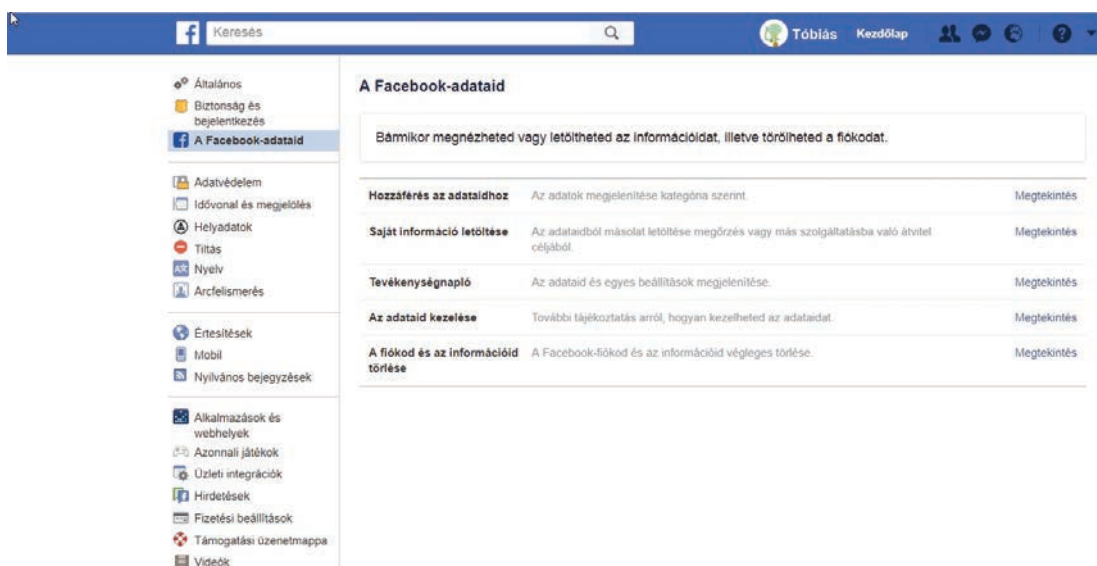 f Keresés
Tóbiás Kezdőlap
Általános
Biztonság és
bejelentkezés
A Facebook-adataid
Adatvédelem
Idővonal és megjelölés
Helyadatok
Tiltás
Nyelv
Arcfelismerés
Értesítések
Mobil
Nyilvános bejegyzések
Alkalmazások és
webhelyek
Azonnali játékok
Üzleti integrációk
Hirdetések
Fizetési beállítások
Támogatási üzenetmappa
Videók
A Facebook-adataid
Bármikor megnézheted vagy letöltheted az információidat, illetve törölheted a fiókodat.
Hozzáférés az adataidhoz Az adatok megjelenítése kategória szerint. Megtekintés
Saját információ letöltése Az adataidból másolat letöltése megőrzés vagy más szolgáltatásba való átvitel Megtekintés
céljából.
Tevékenységnapló Az adataid és egyes beállítások megjelenítése. Megtekintés
Az adataid kezelése További tájékoztatás arról, hogyan kezelheted az adataidat. Megtekintés
A fiókod és az információid A Facebook-fiókod és az információid végleges törlése. Megtekintés
törlése